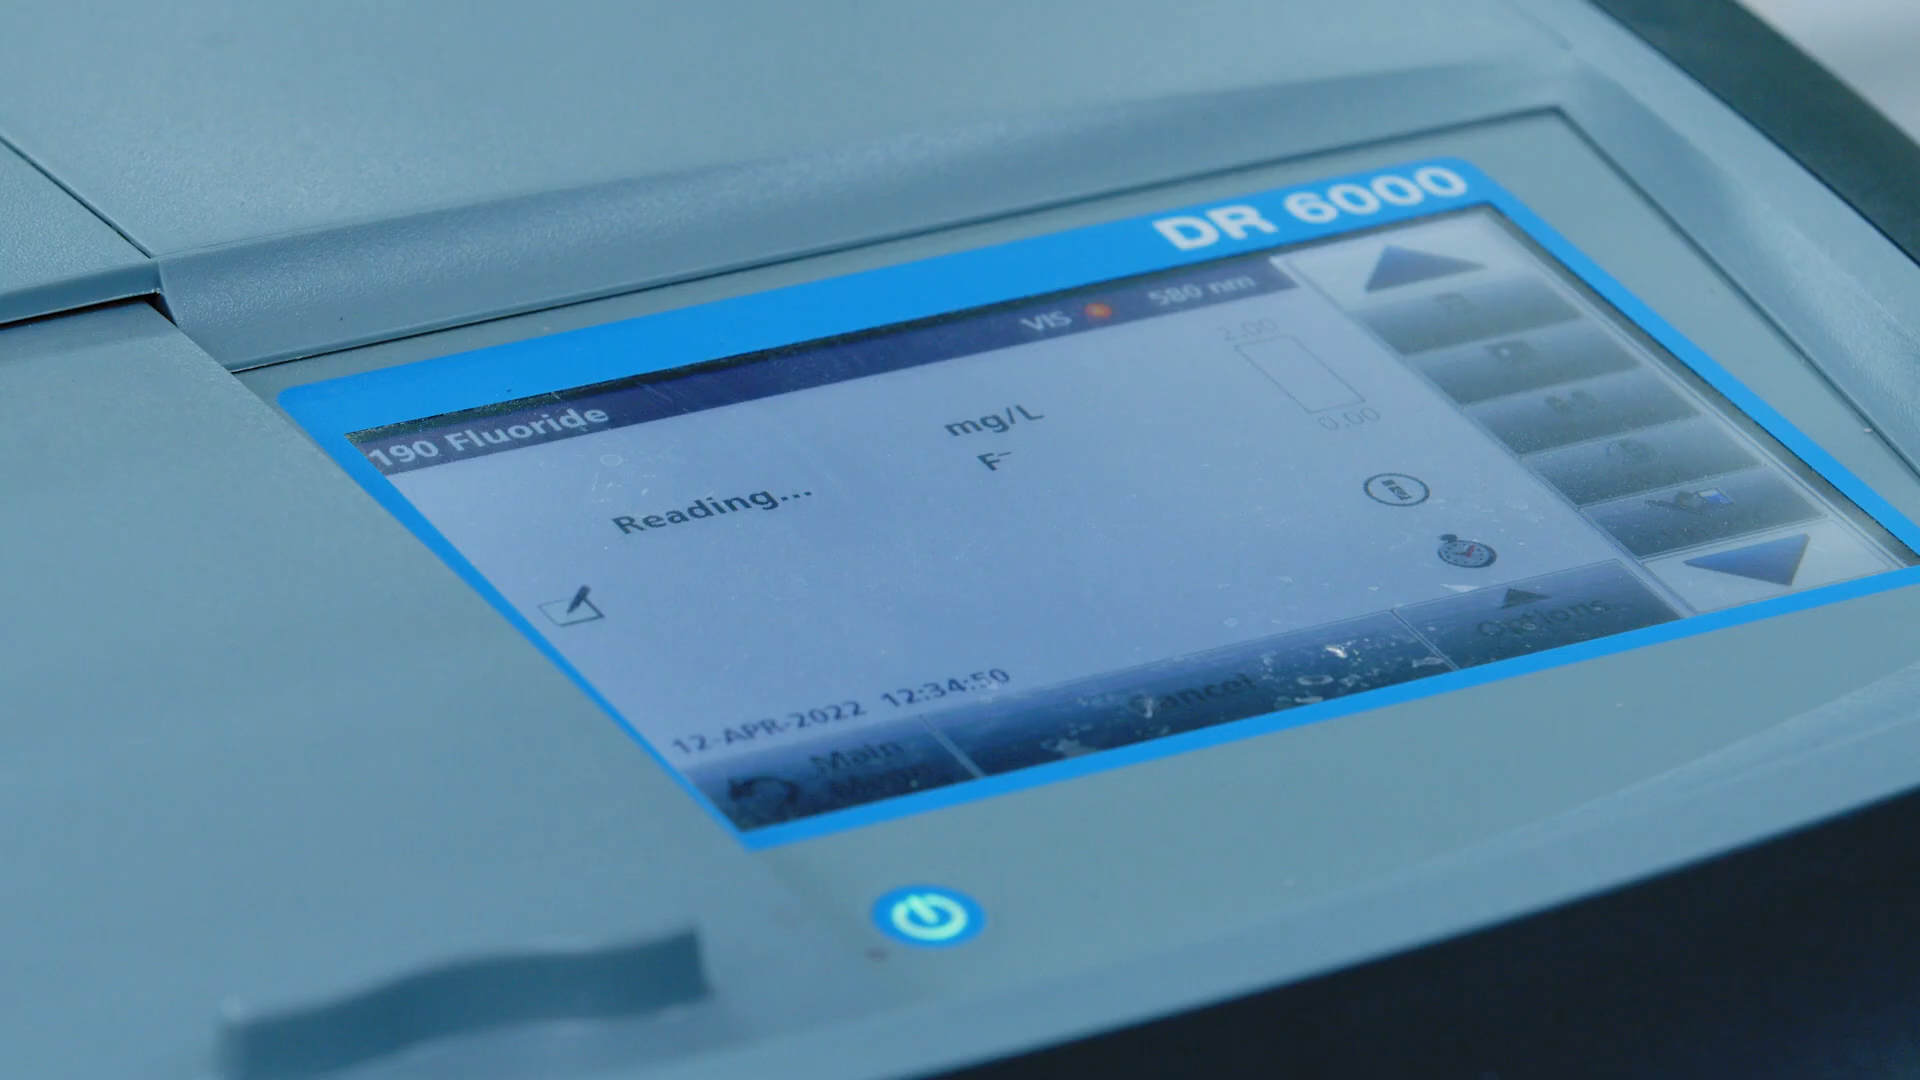 DR 6000
190 Fluoride
VIS 580 nm
2.00
0.00
mg/L
F⁻
Reading...
12-APR-2022 12:34:50
Options
Cancel
Main
Menu